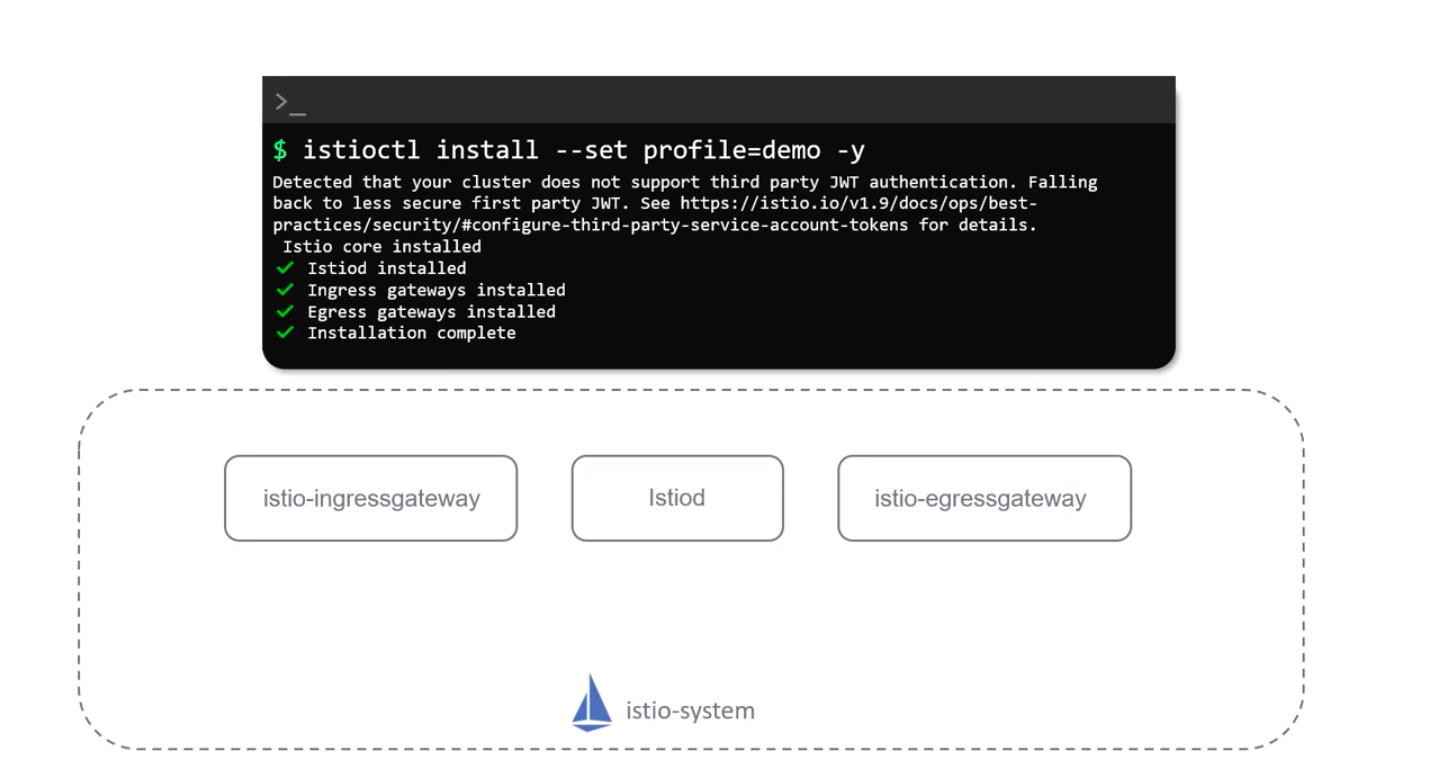 >_
$ istioctl install --set profile=demo -y
Detected that your cluster does not support third party JWT authentication. Falling
back to less secure first party JWT. See https://istio.io/v1.9/docs/ops/best-
practices/security/#configure-third-party-service-account-tokens for details.
Istio core installed
✓ Istiod installed
✓ Ingress gateways installed
✓ Egress gateways installed
✓ Installation complete
istio-ingressgateway
Istiod
istio-egressgateway
istio-system